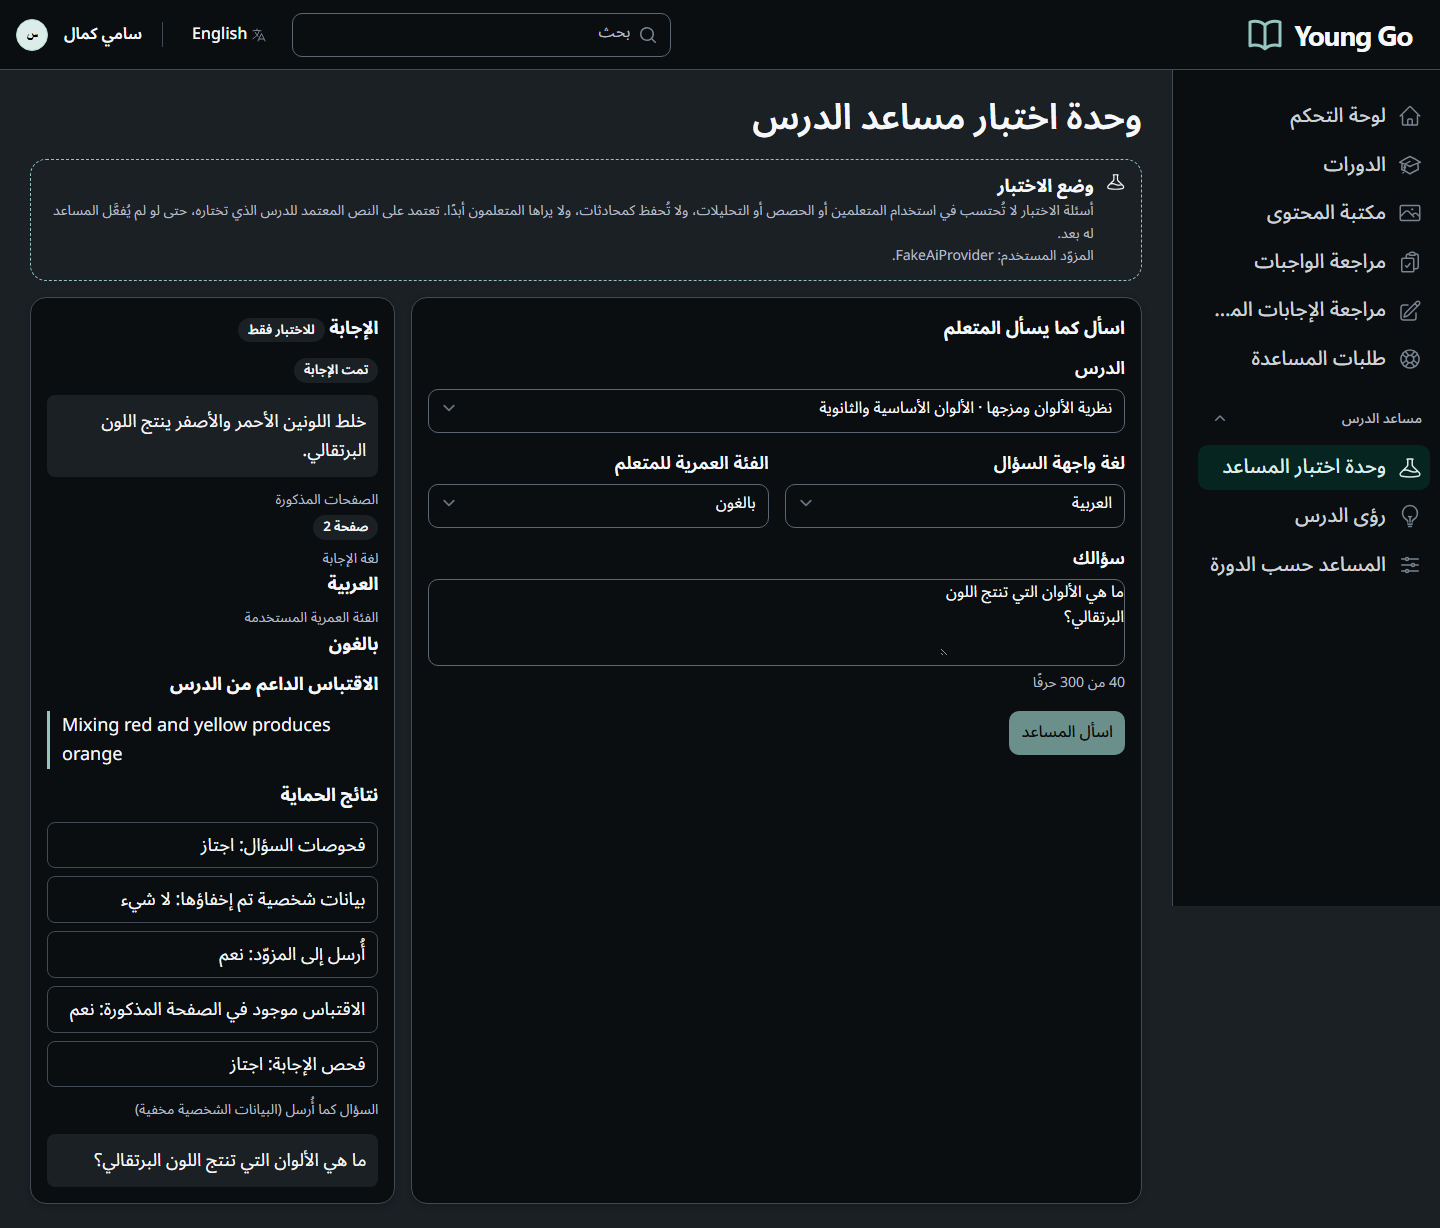 Young Go
بحث
English
سامي كمال
س
لوحة التحكم
الدورات
مكتبة المحتوى
مراجعة الواجبات
مراجعة الإجابات المـ...
طلبات المساعدة
مساعد الدرس
وحدة اختبار المساعد
رؤى الدرس
المساعد حسب الدورة
وحدة اختبار مساعد الدرس
وضع الاختبار
أسئلة الاختبار لا تُحتسب في استخدام المتعلمين أو الحصص أو التحليلات، ولا تُحفظ كمحادثات، ولا يراها المتعلمون أبدًا. تعتمد على النص المعتمد للدرس الذي تختاره، حتى لو لم يُفعَّل المساعد
له بعد.
المزوّد المستخدم: FakeAiProvider.
اسأل كما يسأل المتعلم
الدرس
نظرية الألوان ومزجها · الألوان الأساسية والثانوية
لغة واجهة السؤال
الفئة العمرية للمتعلم
العربية
بالغون
سؤالك
ما هي الألوان التي تنتج اللون
البرتقالي؟
40 من 300 حرفًا
اسأل المساعد
الإجابة
للاختبار فقط
تمت الإجابة
خلط اللونين الأحمر والأصفر ينتج اللون
البرتقالي.
الصفحات المذكورة
صفحة 2
لغة الإجابة
العربية
الفئة العمرية المستخدمة
بالغون
الاقتباس الداعم من الدرس
Mixing red and yellow produces
orange
نتائج الحماية
فحوصات السؤال: اجتاز
بيانات شخصية تم إخفاؤها: لا شيء
أُرسل إلى المزوّد: نعم
الاقتباس موجود في الصفحة المذكورة: نعم
فحص الإجابة: اجتاز
السؤال كما أُرسل (البيانات الشخصية مخفية)
ما هي الألوان التي تنتج اللون البرتقالي؟